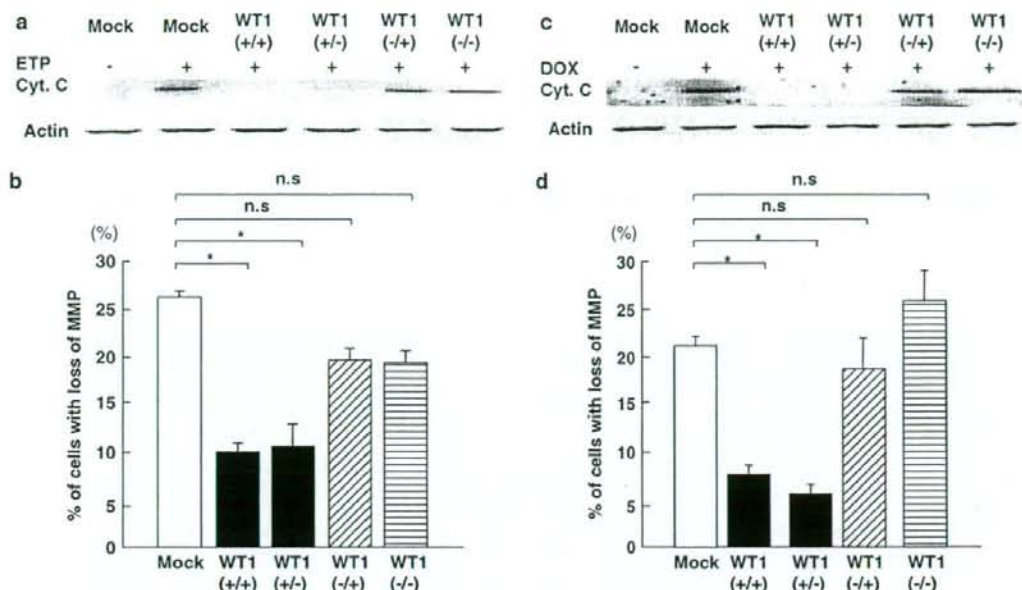 a
Mock Mock WT1 (+/+) WT1 (+/-) WT1 (-/+) WT1 (-/-)
ETP - + + + + +
Cyt. C
Actin
b
n.s
n.s
*
*
(%)
% of cells with loss of MMP
30
25
20
15
10
5
0
Mock WT1 (+/+) WT1 (+/-) WT1 (-/+) WT1 (-/-)
c
Mock Mock WT1 (+/+) WT1 (+/-) WT1 (-/+) WT1 (-/-)
DOX - + + + + +
Cyt. C
Actin
d
n.s
n.s
*
*
(%)
% of cells with loss of MMP
30
25
20
15
10
5
0
Mock WT1 (+/+) WT1 (+/-) WT1 (-/+) WT1 (-/-)